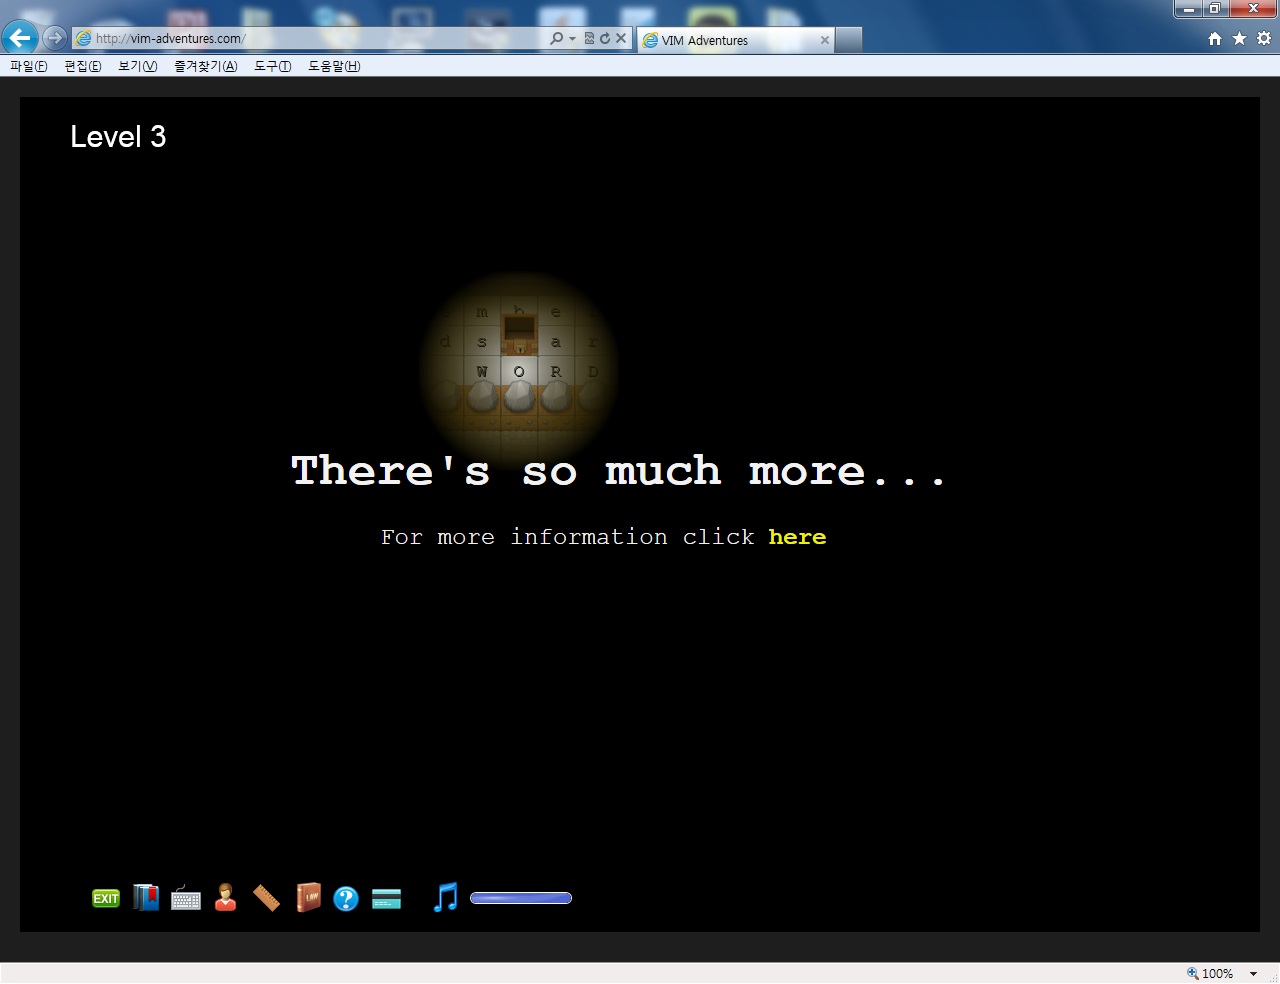 http://vim-adventures.com/
VIM Adventures
파일(F) 편집(E) 보기(V) 즐겨찾기(A) 도구(T) 도움말(H)
Level 3
m h e
d s a r
W O R D
There's so much more...
For more information click here
EXIT
LAW
?
100%